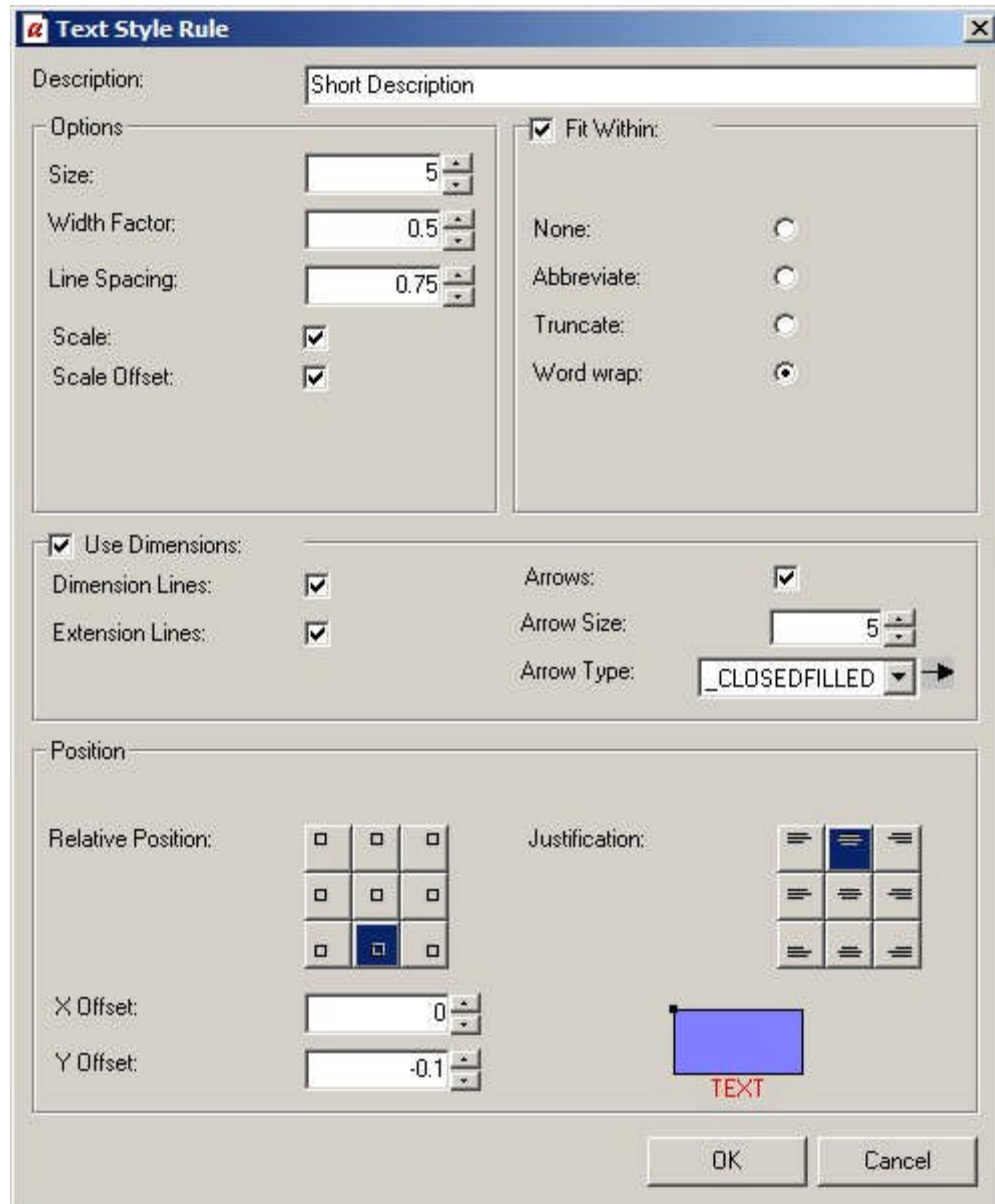 Text Style Rule
Description: Short Description
Options
Size: 5
Width Factor: 0.5
Line Spacing: 0.75
Scale:
Scale Offset:
Fit Within:
None:
Abbreviate:
Truncate:
Word wrap:
Use Dimensions:
Dimension Lines:
Extension Lines:
Arrows:
Arrow Size: 5
Arrow Type: _CLOSEDFILLED
Position
Relative Position:
Justification:
X Offset: 0
Y Offset: -0.1
TEXT
OK Cancel